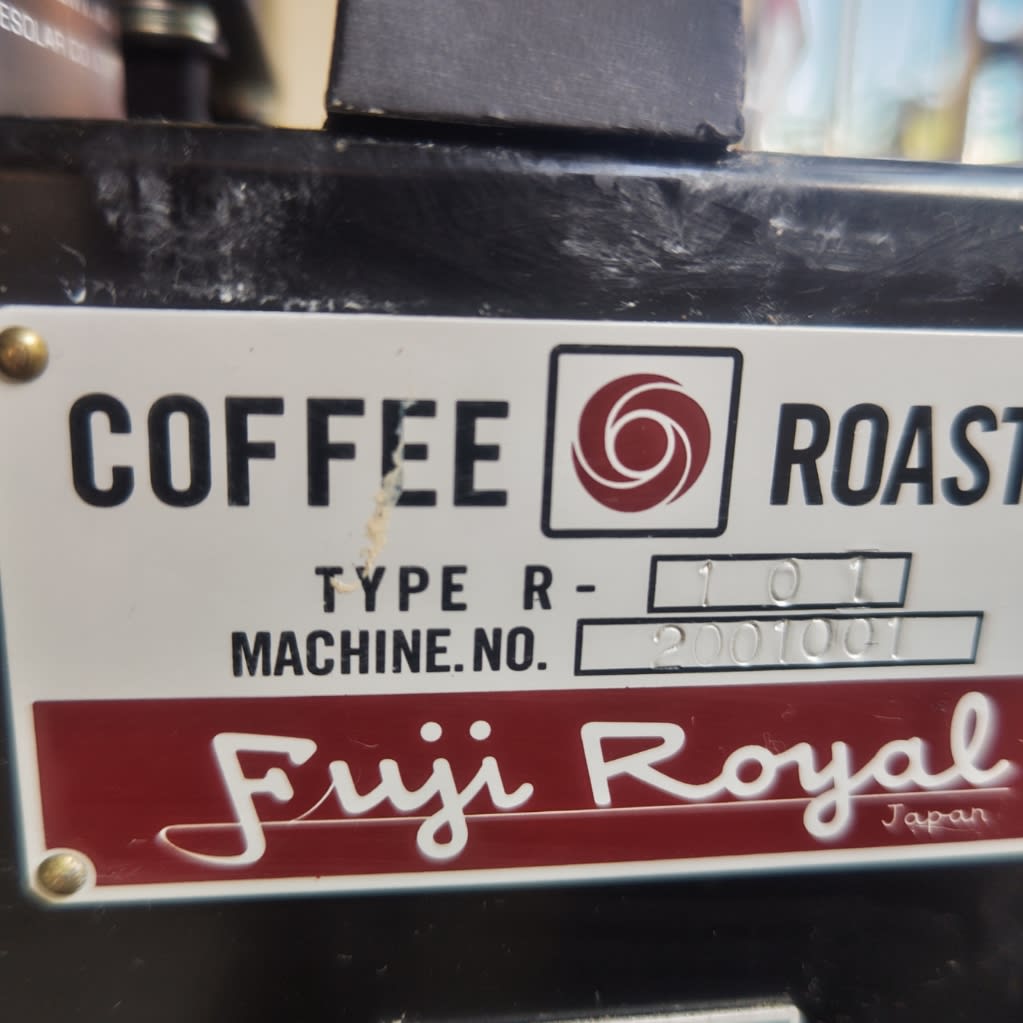 COFFEE ROAST
TYPE R- 101
MACHINE.NO. 2001001
Fuji Royal
Japan